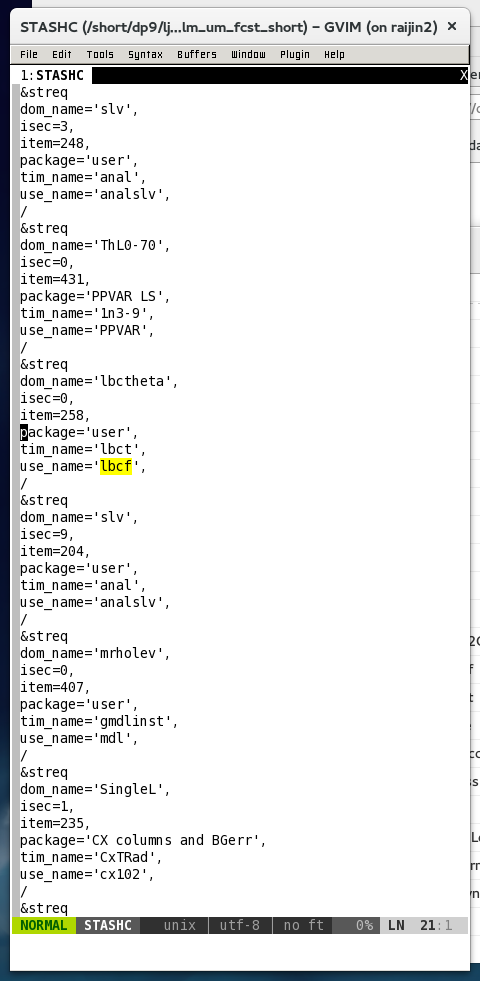 STASHC (/short/dp9/lj...lm_um_fcst_short) – GVIM (on raijin2) ×
File Edit Tools Syntax Buffers Window Plugin Help
1:STASHC X
&streq
dom_name='slv',
isec=3,
item=248,
package='user',
tim_name='anal',
use_name='analslv',
/
&streq
dom_name='ThL0-70',
isec=0,
item=431,
package='PPVAR LS',
tim_name='1n3-9',
use_name='PPVAR',
/
&streq
dom_name='lbctheta',
isec=0,
item=258,
package='user',
tim_name='lbct',
use_name='lbcf',
/
&streq
dom_name='slv',
isec=9,
item=204,
package='user',
tim_name='anal',
use_name='analslv',
/
&streq
dom_name='mrholev',
isec=0,
item=407,
package='user',
tim_name='gmdlinst',
use_name='mdl',
/
&streq
dom_name='SingleL',
isec=1,
item=235,
package='CX columns and BGerr',
tim_name='CxTRad',
use_name='cx102',
/
&streq
NORMAL STASHC unix | utf-8 | no ft 0% LN 21:1